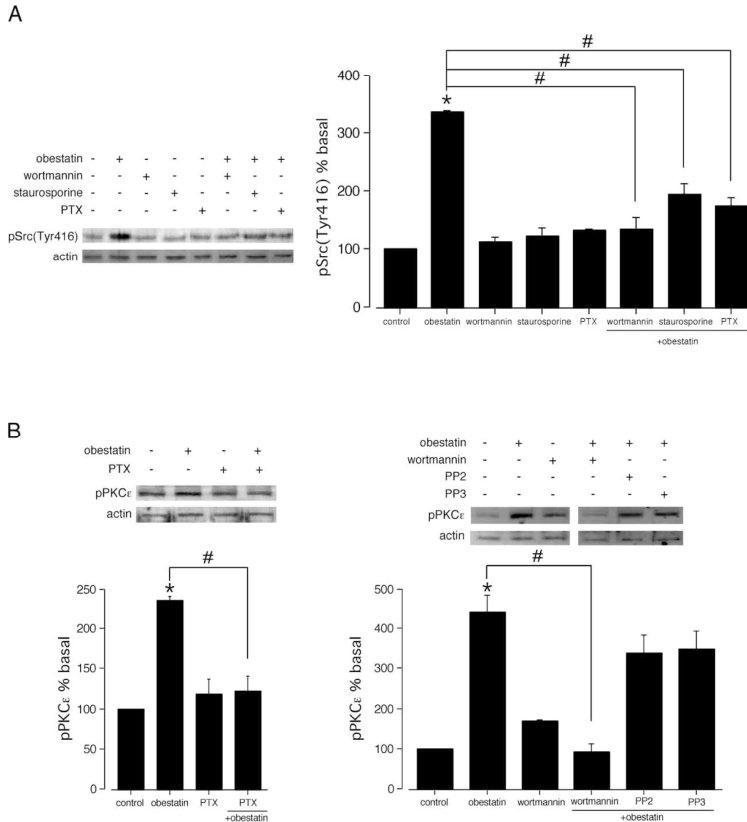 A
obestatin - + - - - + + +
wortmannin - - + - - + - -
staurosporine - - - + - - + -
PTX - - - - + - - +
pSrc(Tyr416)
actin
pSrc(Tyr416) % basal
400
300
200
100
0
*
#
#
#
control obestatin wortmannin staurosporine PTX wortmannin staurosporine PTX
+obestatin
B
obestatin - + - +
PTX - - + +
pPKCε
actin
pPKCε % basal
250
200
150
100
50
0
*
#
control obestatin PTX PTX
+obestatin
obestatin - + - + + +
wortmannin - - + +
PP2 +
PP3 +
pPKCε
actin
pPKCε % basal
500
400
300
200
100
0
*
#
control obestatin wortmannin wortmannin PP2 PP3
+obestatin